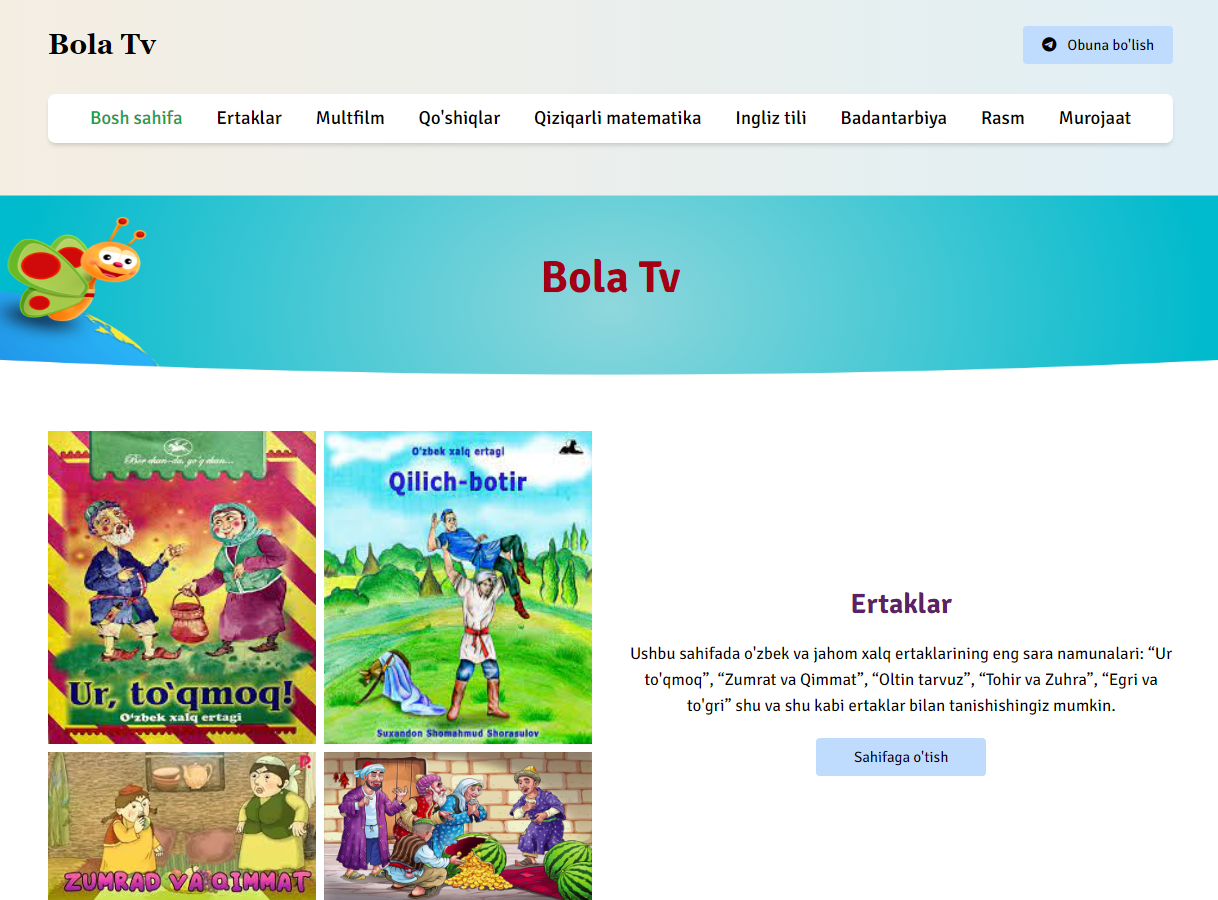 Bola Tv
Obuna bo'lish
Bosh sahifa Ertaklar Multfilm Qo'shiqlar Qiziqarli matematika Ingliz tili Badantarbiya Rasm Murojaat
Bola Tv
Bor ekan-da, yo'q ekan...
Ur, to`qmoq!
O'zbek xalq ertagi
O'zbek xalq ertagi
Qilich-botir
Suxandon Shomahmud Shorasulov
ZUMRAD VA QIMMAT
Ertaklar
Ushbu sahifada o'zbek va jahom xalq ertaklarining eng sara namunalari: “Ur
to'qmoq”, “Zumrat va Qimmat”, “Oltin tarvuz”, “Tohir va Zuhra”, “Egri va
to'gri” shu va shu kabi ertaklar bilan tanishishingiz mumkin.
Sahifaga o'tish